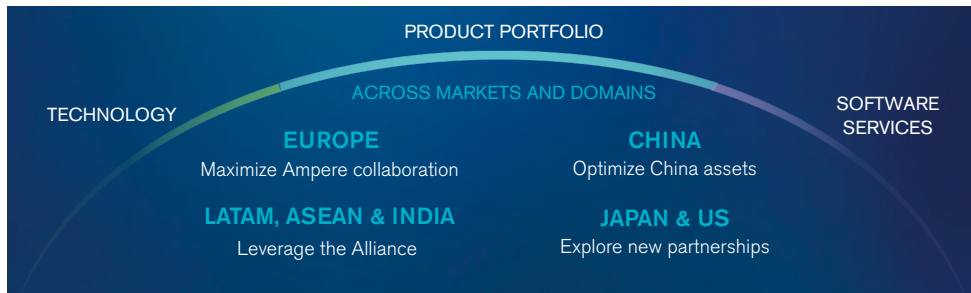 PRODUCT PORTFOLIO
ACROSS MARKETS AND DOMAINS
TECHNOLOGY
SOFTWARE
SERVICES
EUROPE
Maximize Ampere collaboration
CHINA
Optimize China assets
LATAM, ASEAN & INDIA
Leverage the Alliance
JAPAN & US
Explore new partnerships